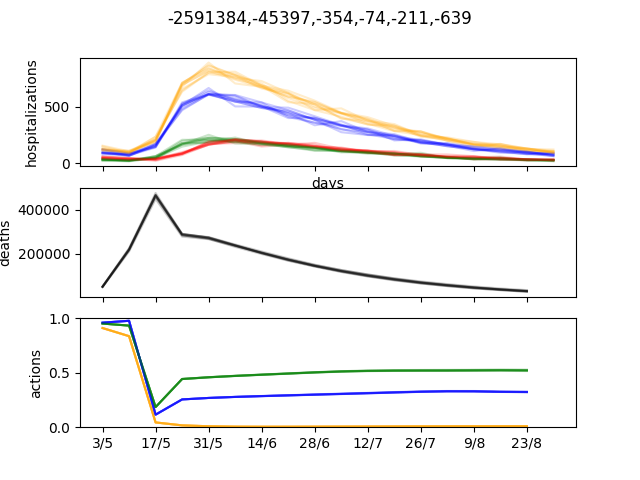 -2591384,-45397,-354,-74,-211,-639
hospitalizations
500
0
days
deaths
400000
200000
actions
1.0
0.5
0.0
3/5 17/5 31/5 14/6 28/6 12/7 26/7 9/8 23/8